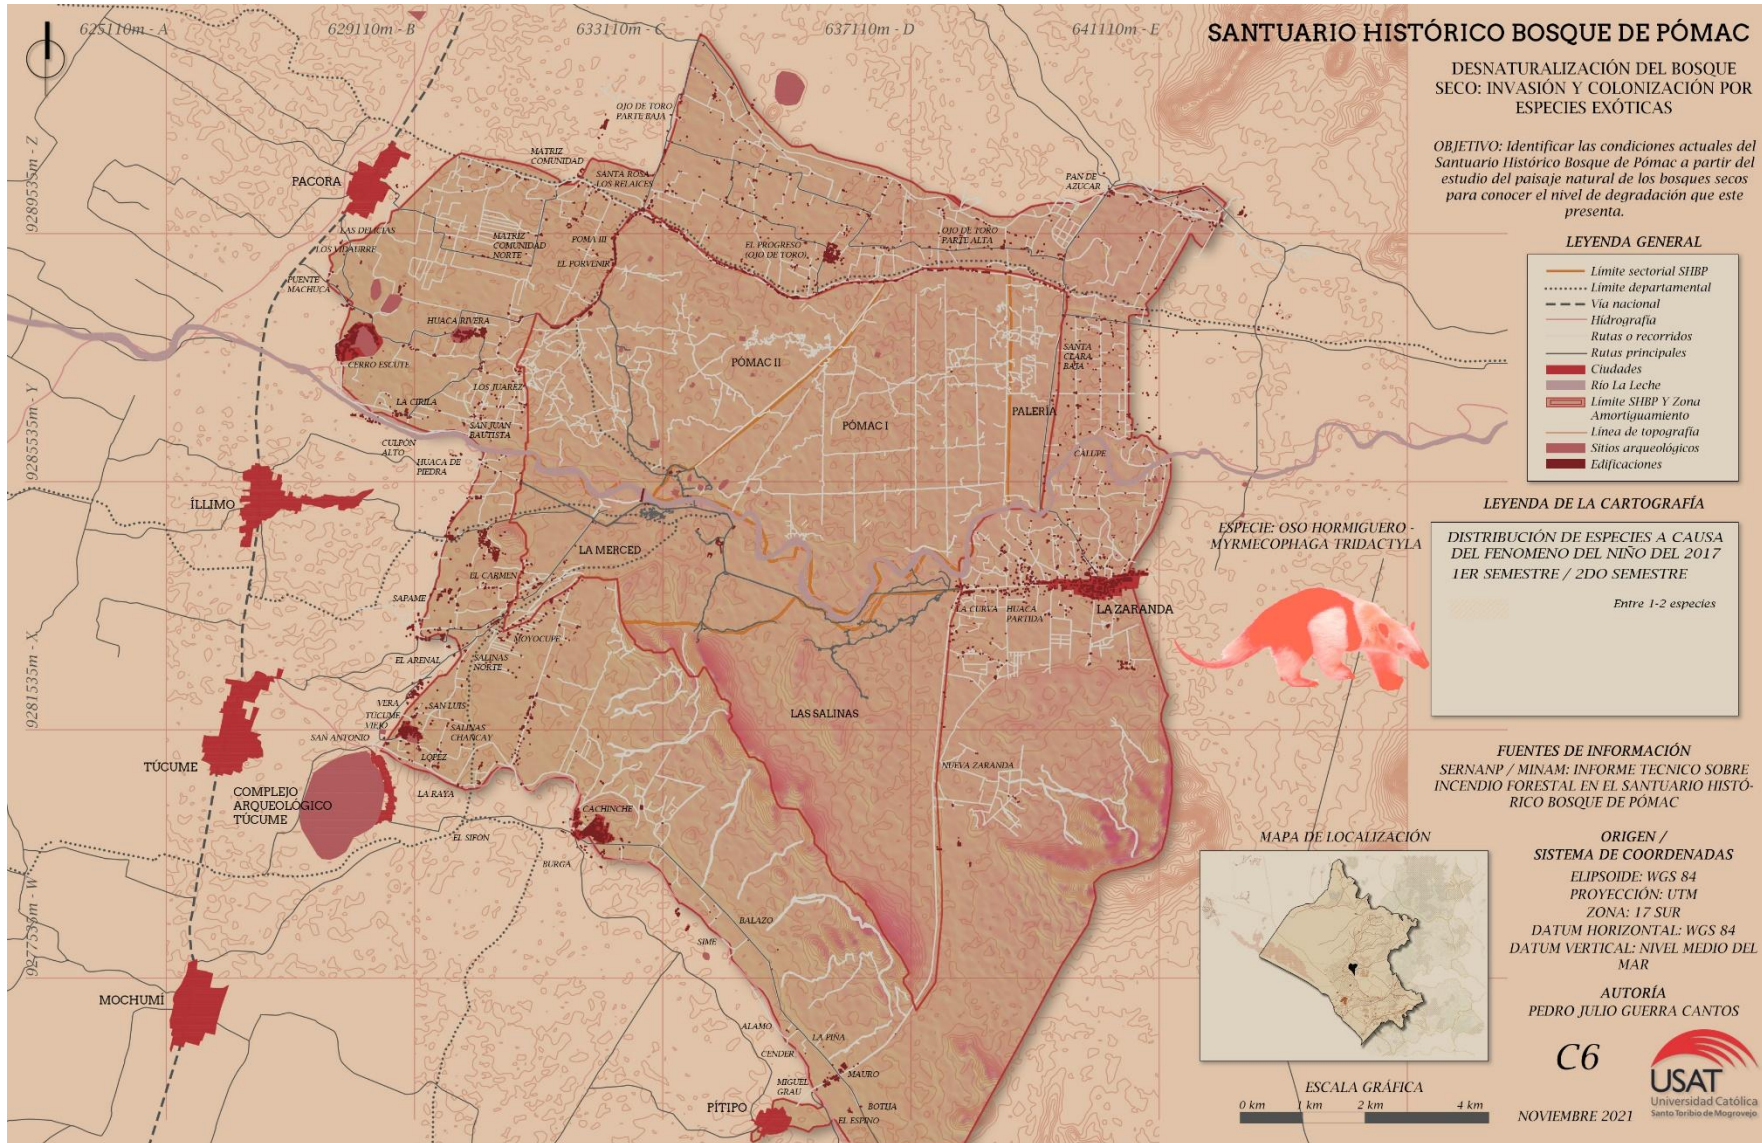 625110m - A
629110m - B
633110m - C
637110m - D
641110m - E
SANTUARIO HISTÓRICO BOSQUE DE PÓMAC
DESNATURALIZACIÓN DEL BOSQUE
SECO: INVASIÓN Y COLONIZACIÓN POR
ESPECIES EXÓTICAS
OBJETIVO: Identificar las condiciones actuales del
Santuario Histórico Bosque de Pómac a partir del
estudio del paisaje natural de los bosques secos
para conocer el nivel de degradación que este
presenta.
LEYENDA GENERAL
Límite sectorial SHBP
Límite departamental
Vía nacional
Hidrografía
Rutas o recorridos
Rutas principales
Ciudades
Río La Leche
Límite SHBP Y Zona
Amortiguamiento
Línea de topografía
Sitios arqueológicos
Edificaciones
LEYENDA DE LA CARTOGRAFÍA
DISTRIBUCIÓN DE ESPECIES A CAUSA
DEL FENOMENO DEL NIÑO DEL 2017
1ER SEMESTRE / 2DO SEMESTRE
Entre 1-2 especies
ESPECIE: OSO HORMIGUERO -
MYRMECOPHAGA TRIDACTYLA
FUENTES DE INFORMACIÓN
SERNANP / MINAM: INFORME TECNICO SOBRE
INCENDIO FORESTAL EN EL SANTUARIO HISTÓ-
RICO BOSQUE DE PÓMAC
MAPA DE LOCALIZACIÓN
ORIGEN /
SISTEMA DE COORDENADAS
ELIPSOIDE: WGS 84
PROYECCIÓN: UTM
ZONA: 17 SUR
DATUM HORIZONTAL: WGS 84
DATUM VERTICAL: NIVEL MEDIO DEL
MAR
AUTORÍA
PEDRO JULIO GUERRA CANTOS
C6
NOVIEMBRE 2021
USAT
Universidad Católica
Santo Toribio de Mogrovejo
ESCALA GRÁFICA
0 km
1 km
2 km
4 km
9289535m - Z
9285535m - Y
9281535m - X
9277535m - W
OJO DE TORO
PARTE BAJA
MATRIZ
COMUNIDAD
PACORA
SANTA ROSA
LOS RELAICES
PAN DE
AZUCAR
LAS DELICIAS
LOS VIDAURRE
MATRIZ
COMUNIDAD
NORTE
POMA III
EL PORVENIR
EL PROGRESO
(OJO DE TORO)
OJO DE TORO
PARTE ALTA
PUENTE
MACHUCA
HUACA RIVERA
CERRO ESCUTE
PÓMAC II
SANTA
CLARA
BAJA
LOS JUAREZ
LA CIRILA
SAN JUAN
BAUTISTA
PÓMAC I
PALERÍA
CULPÓN
ALTO
HUACA DE
PIEDRA
CALUPE
ÍLLIMO
LA MERCED
EL CARMEN
SAPAME
LA CURVA
HUACA
PARTIDA
LA ZARANDA
MOYOCUPE
EL ARENAL
SALINAS
NORTE
VERA
TÚCUME
VIEJO
SAN LUIS
SALINAS
CHANCAY
LAS SALINAS
SAN ANTONIO
LOPEZ
TÚCUME
NUEVA ZARANDA
COMPLEJO
ARQUEOLÓGICO
TÚCUME
LA RAYA
CACHINCHE
EL SIFON
BURGA
BALAZO
SIME
MOCHUMÍ
ALAMO
LA PIÑA
CENDER
MAURO
MIGUEL
GRAU
PÍTIPO
BOTIJA
EL ESPINO